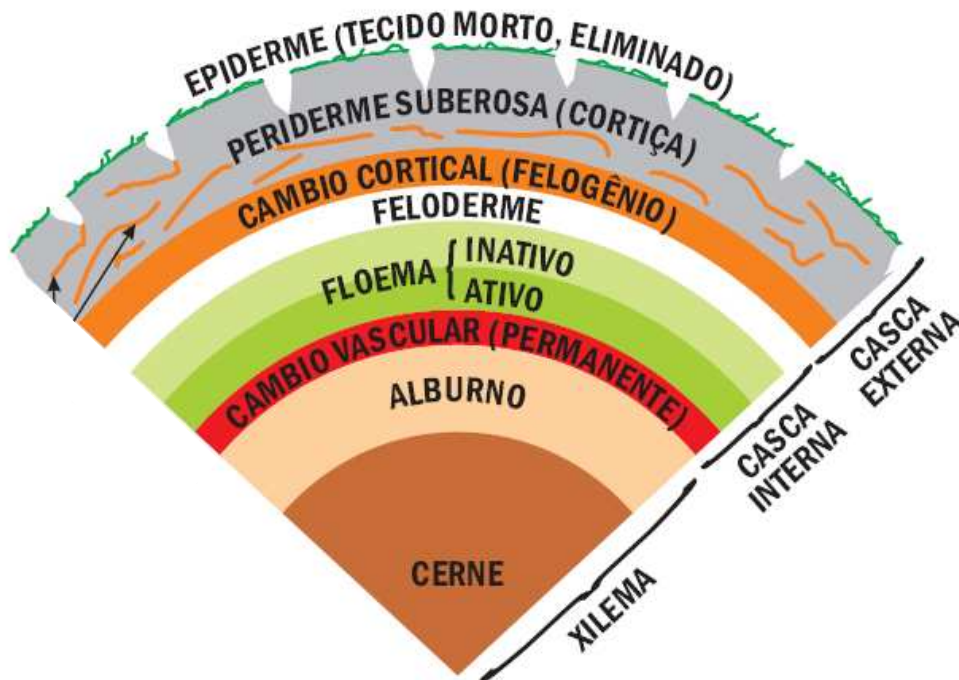 EPIDERME (TECIDO MORTO, ELIMINADO)
PERIDERME SUBEROSA (CORTIÇA)
CAMBIO CORTICAL (FELOGÊNIO)
FELODERME
FLOEMA { INATIVO
ATIVO
CAMBIO VASCULAR (PERMANENTE)
ALBURNO
CERNE
CASCA
EXTERNA
CASCA
INTERNA
XILEMA